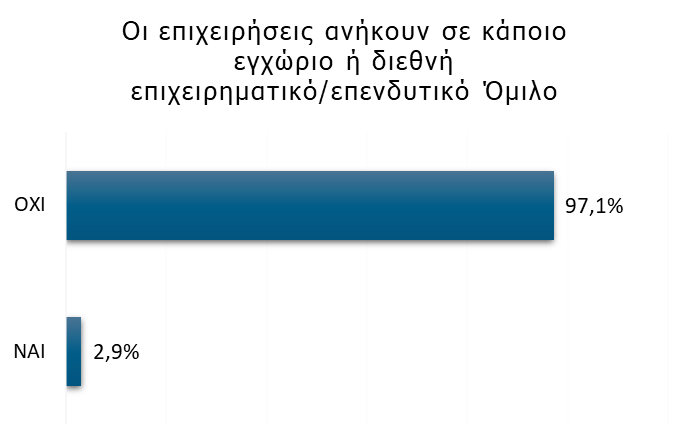 Οι επιχειρήσεις ανήκουν σε κάποιο
εγχώριο ή διεθνή
επιχειρηματικό/επενδυτικό Όμιλο
ΟΧΙ
97,1%
ΝΑΙ
2,9%